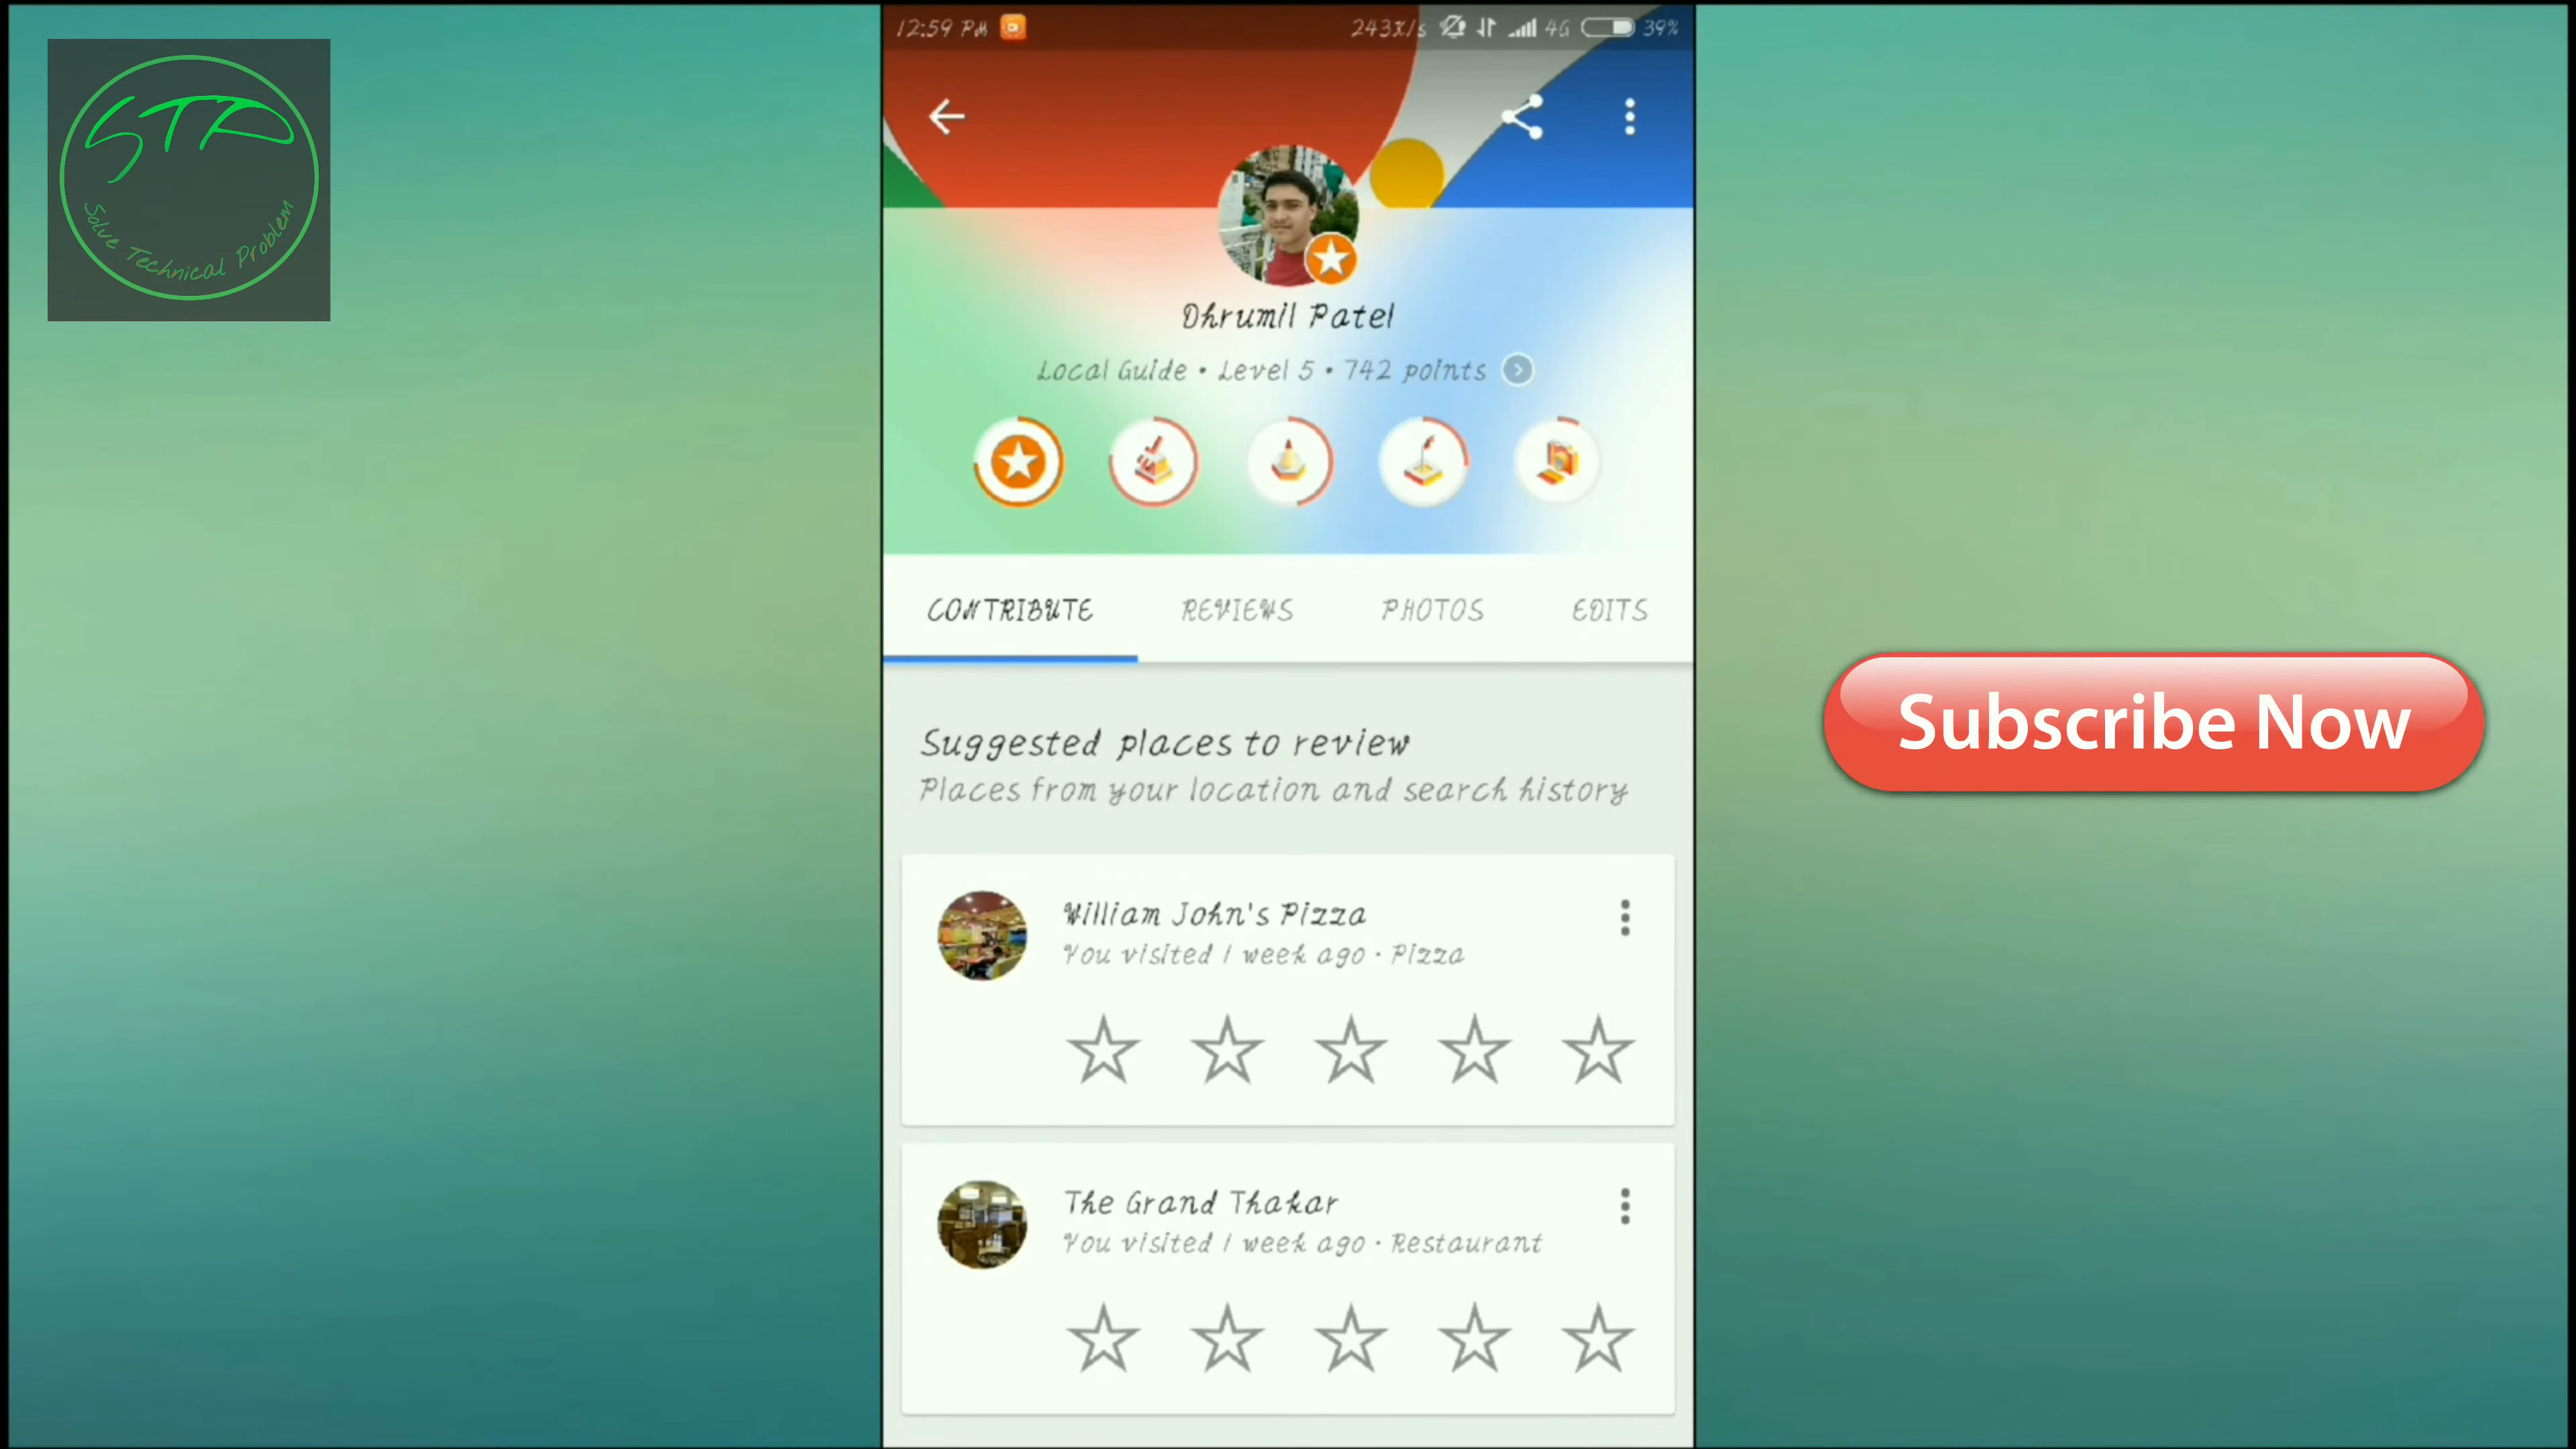 STP
Solve Technical Problem
12:59 PM
243K/s 4G 39%
Dhrumil Patel
Local Guide • Level 5 • 742 points
CONTRIBUTE REVIEWS PHOTOS EDITS
Suggested places to review
Places from your location and search history
William John's Pizza
You visited 1 week ago · Pizza
The Grand Thakar
You visited 1 week ago · Restaurant
Subscribe Now